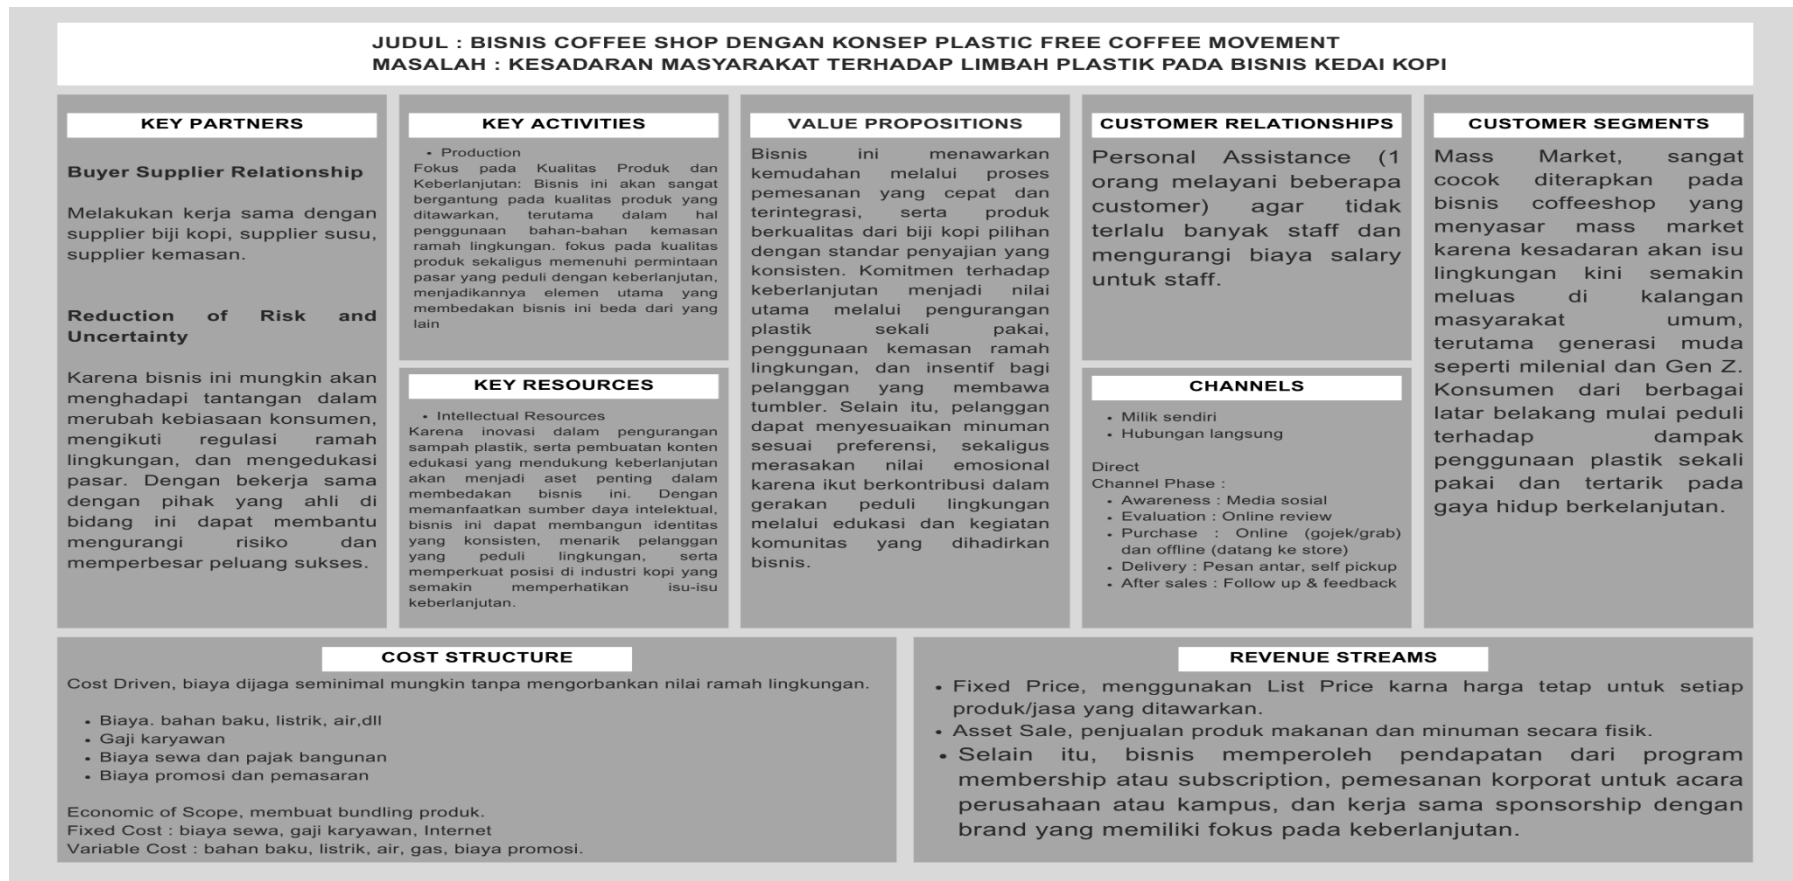 JUDUL : BISNIS COFFEE SHOP DENGAN KONSEP PLASTIC FREE COFFEE MOVEMENT
MASALAH : KESADARAN MASYARAKAT TERHADAP LIMBAH PLASTIK PADA BISNIS KEDAI KOPI
KEY PARTNERS
Buyer Supplier Relationship
Melakukan kerja sama dengan
supplier biji kopi, supplier susu,
supplier kemasan.
Reduction of Risk and
Uncertainty
Karena bisnis ini mungkin akan
menghadapi tantangan dalam
merubah kebiasaan konsumen,
mengikuti regulasi ramah
lingkungan, dan mengedukasi
pasar. Dengan bekerja sama
dengan pihak yang ahli di
bidang ini dapat membantu
mengurangi risiko dan
memperbesar peluang sukses.
KEY ACTIVITIES
• Production
Fokus pada Kualitas Produk dan
Keberlanjutan: Bisnis ini akan sangat
bergantung pada kualitas produk yang
ditawarkan, terutama dalam hal
penggunaan bahan-bahan kemasan
ramah lingkungan. fokus pada kualitas
produk sekaligus memenuhi permintaan
pasar yang peduli dengan keberlanjutan,
menjadikannya elemen utama yang
membedakan bisnis ini beda dari yang
lain
KEY RESOURCES
• Intellectual Resources
Karena inovasi dalam pengurangan
sampah plastik, serta pembuatan konten
edukasi yang mendukung keberlanjutan
akan menjadi aset penting dalam
membedakan bisnis ini. Dengan
memanfaatkan sumber daya intelektual,
bisnis ini dapat membangun identitas
yang konsisten, menarik pelanggan
yang peduli lingkungan, serta
memperkuat posisi di industri kopi yang
semakin memperhatikan isu-isu
keberlanjutan.
VALUE PROPOSITIONS
Bisnis ini menawarkan
kemudahan melalui proses
pemesanan yang cepat dan
terintegrasi, serta produk
berkualitas dari biji kopi pilihan
dengan standar penyajian yang
konsisten. Komitmen terhadap
keberlanjutan menjadi nilai
utama melalui pengurangan
plastik sekali pakai,
penggunaan kemasan ramah
lingkungan, dan insentif bagi
pelanggan yang membawa
tumbler. Selain itu, pelanggan
dapat menyesuaikan minuman
sesuai preferensi, sekaligus
merasakan nilai emosional
karena ikut berkontribusi dalam
gerakan peduli lingkungan
melalui edukasi dan kegiatan
komunitas yang dihadirkan
bisnis.
CUSTOMER RELATIONSHIPS
Personal Assistance (1
orang melayani beberapa
customer) agar tidak
terlalu banyak staff dan
mengurangi biaya salary
untuk staff.
CHANNELS
• Milik sendiri
• Hubungan langsung
Direct
Channel Phase :
• Awareness : Media sosial
• Evaluation : Online review
• Purchase : Online (gojek/grab)
dan offline (datang ke store)
• Delivery : Pesan antar, self pickup
• After sales : Follow up & feedback
CUSTOMER SEGMENTS
Mass Market, sangat
cocok diterapkan pada
bisnis coffeeshop yang
menyasar mass market
karena kesadaran akan isu
lingkungan kini semakin
meluas di kalangan
masyarakat umum,
terutama generasi muda
seperti milenial dan Gen Z.
Konsumen dari berbagai
latar belakang mulai peduli
terhadap dampak
penggunaan plastik sekali
pakai dan tertarik pada
gaya hidup berkelanjutan.
COST STRUCTURE
Cost Driven, biaya dijaga seminimal mungkin tanpa mengorbankan nilai ramah lingkungan.
• Biaya. bahan baku, listrik, air,dll
• Gaji karyawan
• Biaya sewa dan pajak bangunan
• Biaya promosi dan pemasaran
Economic of Scope, membuat bundling produk.
Fixed Cost : biaya sewa, gaji karyawan, Internet
Variable Cost : bahan baku, listrik, air, gas, biaya promosi.
REVENUE STREAMS
• Fixed Price, menggunakan List Price karna harga tetap untuk setiap
produk/jasa yang ditawarkan.
• Asset Sale, penjualan produk makanan dan minuman secara fisik.
• Selain itu, bisnis memperoleh pendapatan dari program
membership atau subscription, pemesanan korporat untuk acara
perusahaan atau kampus, dan kerja sama sponsorship dengan
brand yang memiliki fokus pada keberlanjutan.